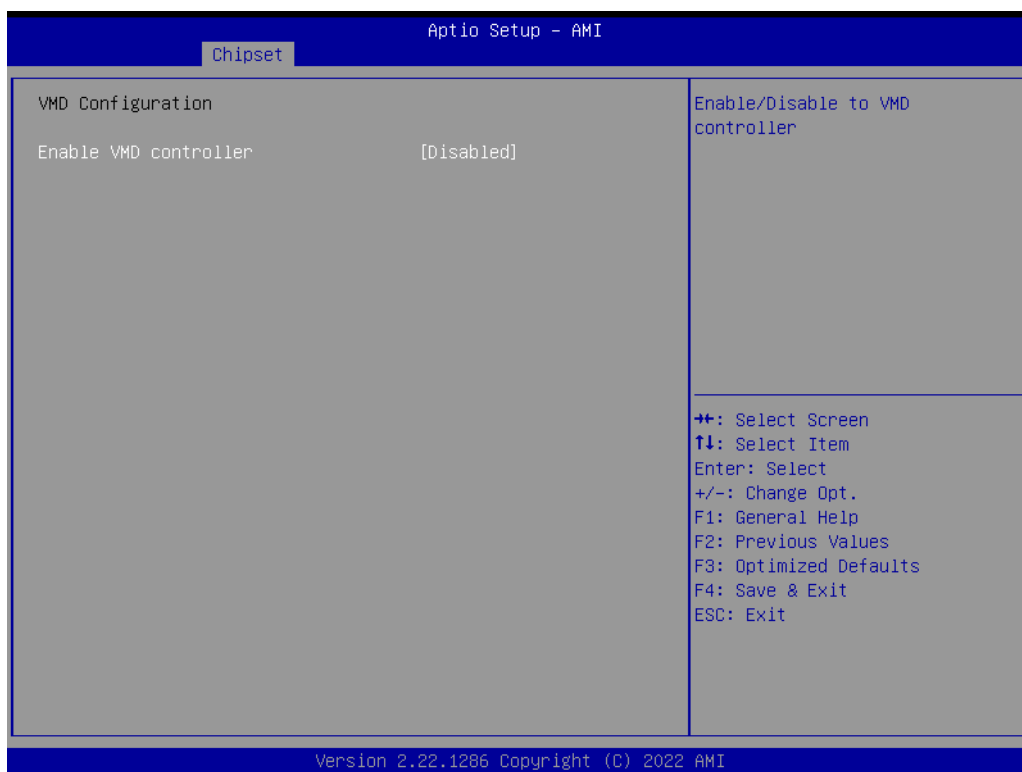 Aptio Setup – AMI
Chipset
VMD Configuration
Enable VMD controller [Disabled]
Enable/Disable to VMD
controller
→←: Select Screen
↑↓: Select Item
Enter: Select
+/-: Change Opt.
F1: General Help
F2: Previous Values
F3: Optimized Defaults
F4: Save & Exit
ESC: Exit
Version 2.22.1286 Copyright (C) 2022 AMI